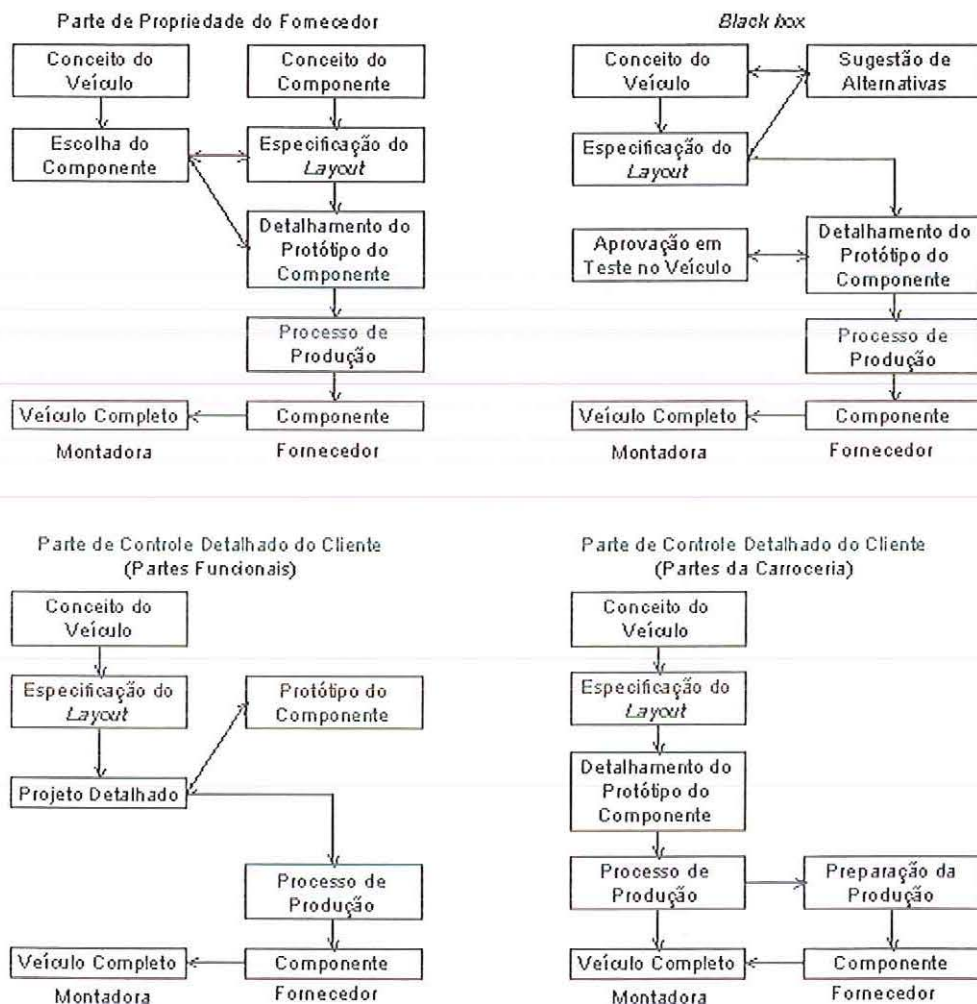 Parte de Propriedade do Fornecedor
Conceito do
Veículo
Conceito do
Componente
Escolha do
Componente
Especificação do
Layout
Detalhamento do
Protótipo do
Componente
Processo de
Produção
Veículo Completo
Componente
Montadora
Fornecedor
Black box
Conceito do
Veículo
Sugestão de
Alternativas
Especificação do
Layout
Aprovação em
Teste no Veículo
Detalhamento do
Protótipo do
Componente
Processo de
Produção
Veículo Completo
Componente
Montadora
Fornecedor
Parte de Controle Detalhado do Cliente
(Partes Funcionais)
Conceito do
Veículo
Especificação do
Layout
Protótipo do
Componente
Projeto Detalhado
Processo de
Produção
Veículo Completo
Componente
Montadora
Fornecedor
Parte de Controle Detalhado do Cliente
(Partes da Carroceria)
Conceito do
Veículo
Especificação do
Layout
Detalhamento do
Protótipo do
Componente
Processo de
Produção
Preparação da
Produção
Veículo Completo
Componente
Montadora
Fornecedor